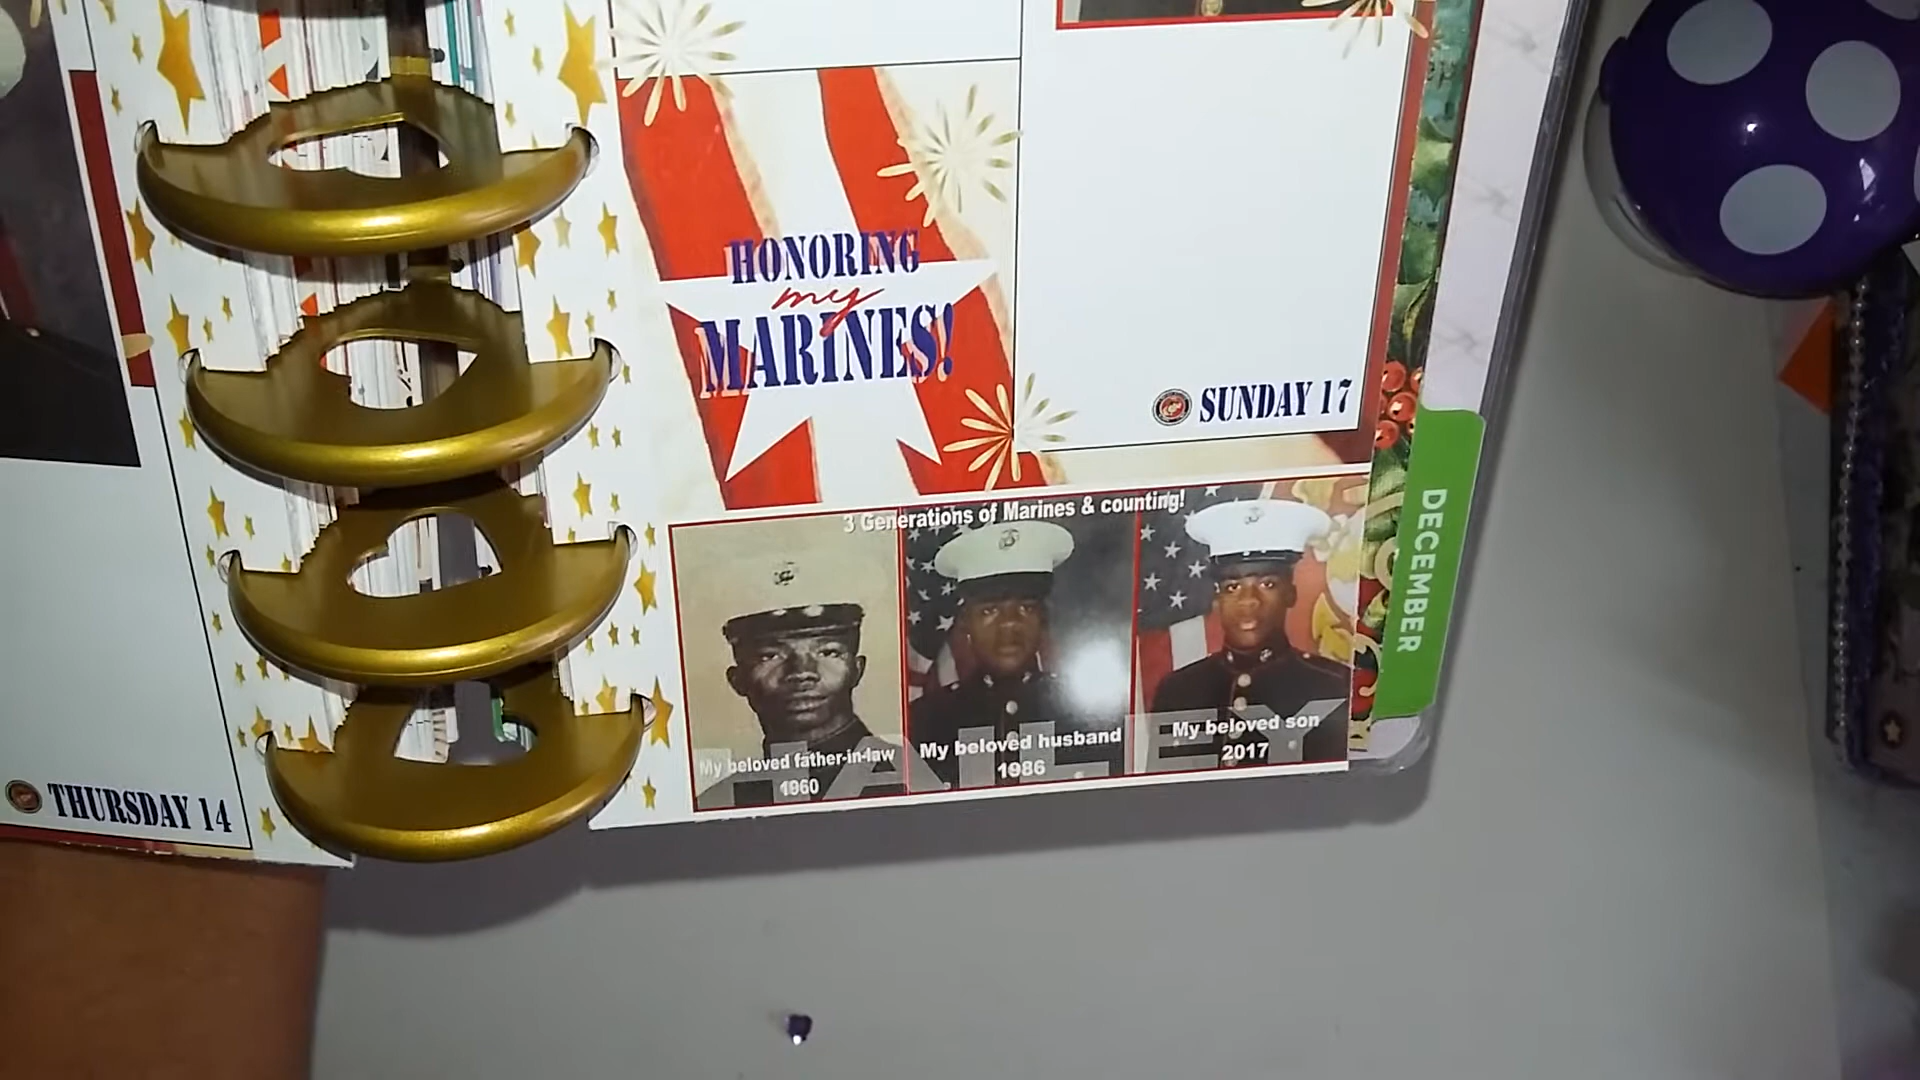 HONORING
my
MARINES!
SUNDAY 17
DECEMBER
3 Generations of Marines & counting!
My beloved father-in-law
1960
My beloved husband
1986
My beloved son
2017
HAILEY
THURSDAY 14